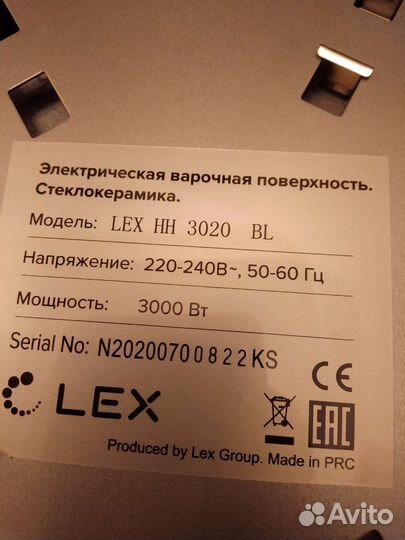 Электрическая варочная поверхность.
Стеклокерамика.
Модель: LEX HH 3020 BL
Напряжение: 220-240В~, 50-60 Гц
Мощность: 3000 Вт
Serial No: N20200700822KS
CE
LEX
EAC
Produced by Lex Group. Made in PRC
Avito